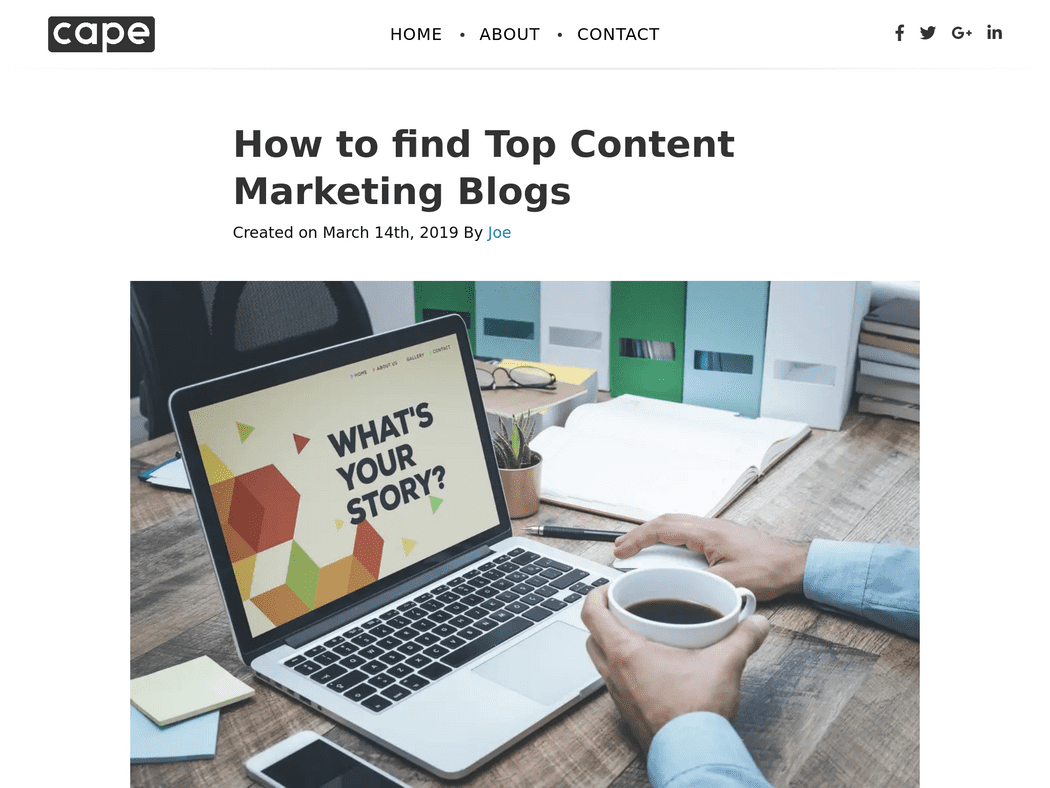 cape
HOME • ABOUT • CONTACT
G+ in
How to find Top Content
Marketing Blogs
Created on March 14th, 2019 By Joe
HOME ABOUT US GALLERY CONTACT
WHAT'S
YOUR
STORY?